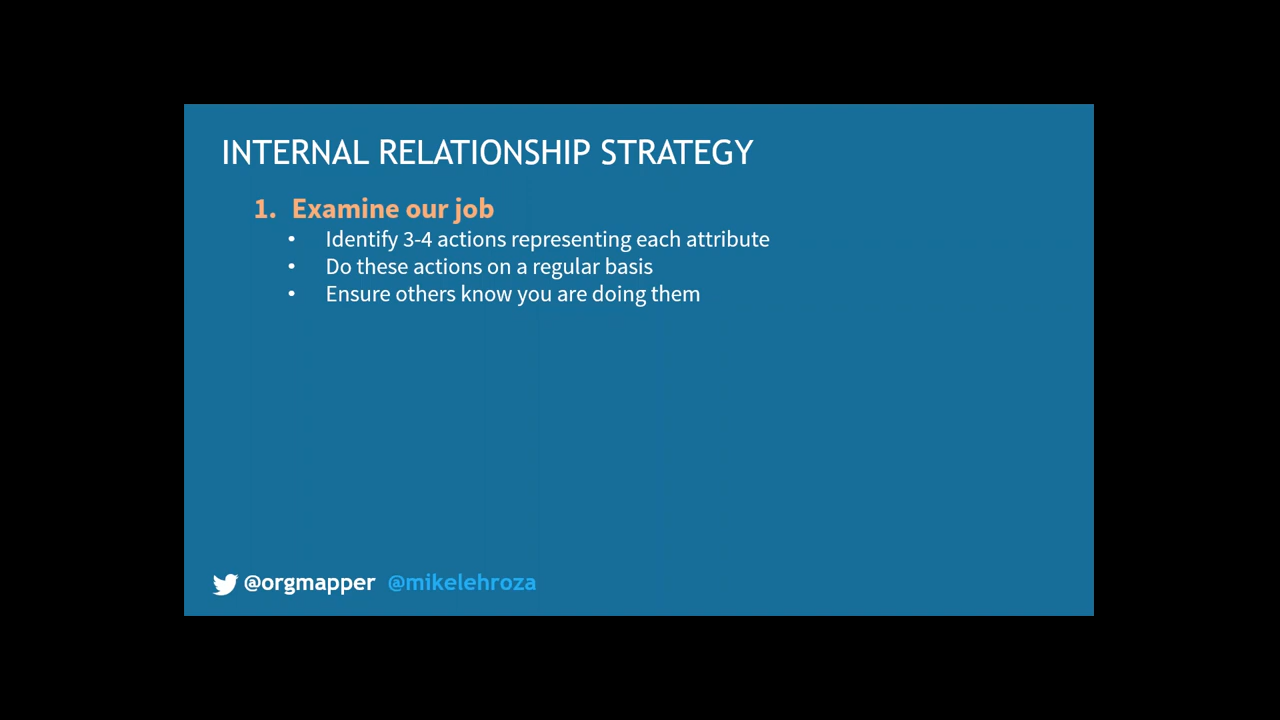 INTERNAL RELATIONSHIP STRATEGY
1. Examine our job
• Identify 3-4 actions representing each attribute
• Do these actions on a regular basis
• Ensure others know you are doing them
@orgmapper @mikelehroza